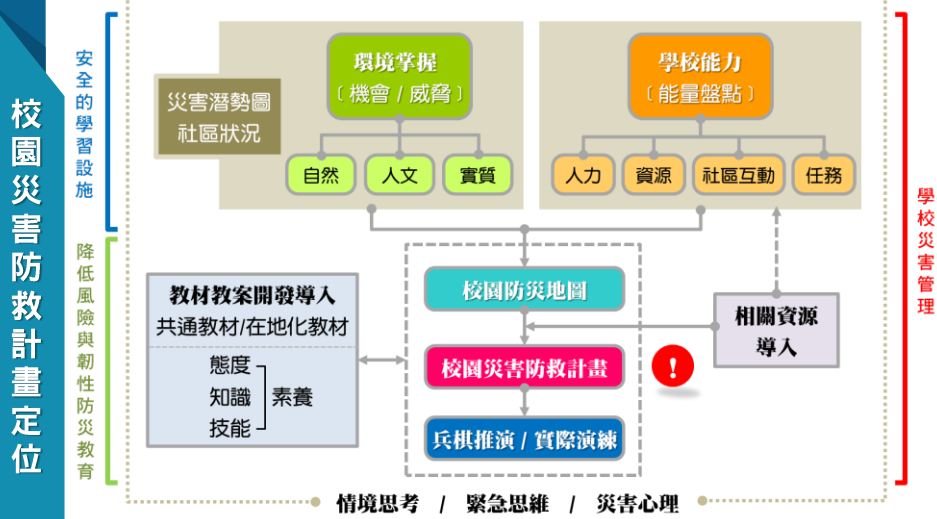 校園災害防救計畫定位
安全的學習設施
降低風險與韌性防災教育
災害潛勢圖
社區狀況
環境掌握
﹝機會 / 威脅﹞
自然
人文
實質
學校能力
﹝能量盤點﹞
人力
資源
社區互動
任務
學校災害管理
教材教案開發導入
共通教材/在地化教材
態度
知識
技能
素養
校園防災地圖
校園災害防救計畫
兵棋推演 / 實際演練
相關資源
導入
!
情境思考 / 緊急思維 / 災害心理